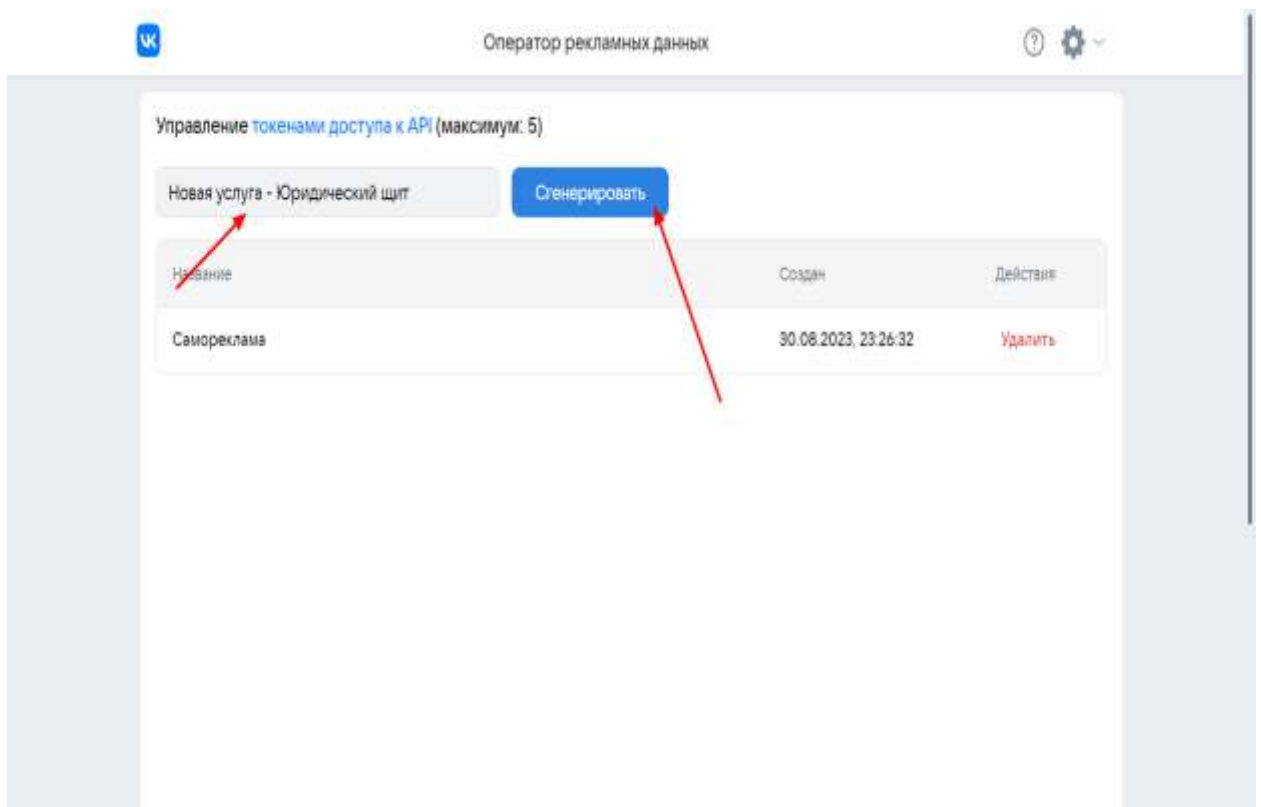 Оператор рекламных данных
Управление токенами доступа к API (максимум: 5)
Новая услуга - Юридический щит Сгенерировать
Название Создан Действия
Самореклама 30.08.2023, 23:26:32 Удалить